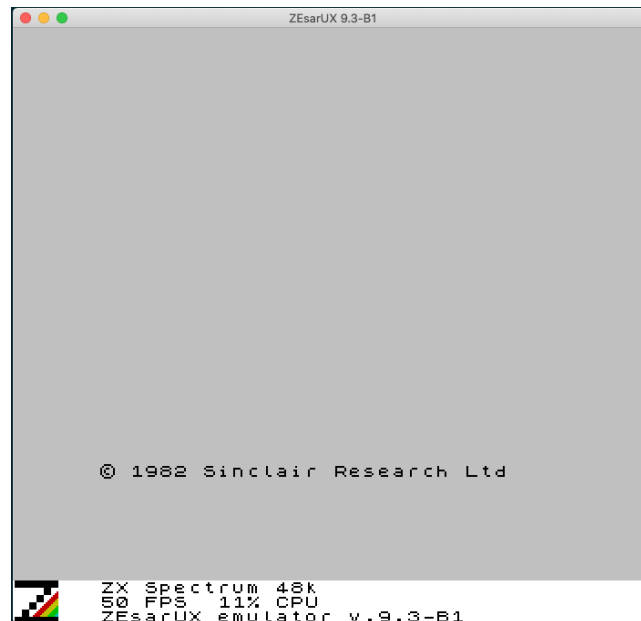 ZEsarUX 9.3-B1
© 1982 Sinclair Research Ltd
ZX Spectrum 48k
50 FPS 11% CPU
ZEsarUX emulator v.9.3-B1